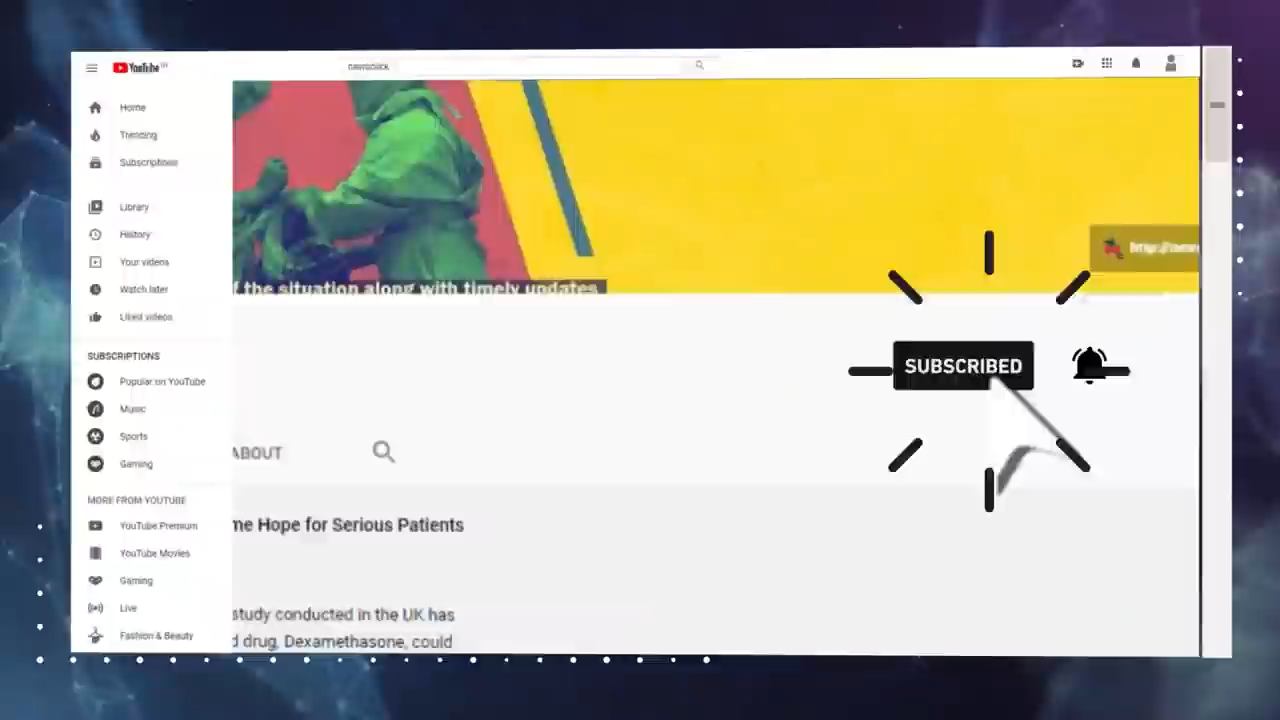 YouTube
newsclick
Home
Trending
Subscriptions
Library
History
Your videos
Watch later
Liked videos
SUBSCRIPTIONS
Popular on YouTube
Music
Sports
Gaming
MORE FROM YOUTUBE
YouTube Premium
YouTube Movies
Gaming
Live
Fashion & Beauty
f the situation along with timely updates
SUBSCRIBED
ABOUT
me Hope for Serious Patients
study conducted in the UK has
d drug, Dexamethasone, could